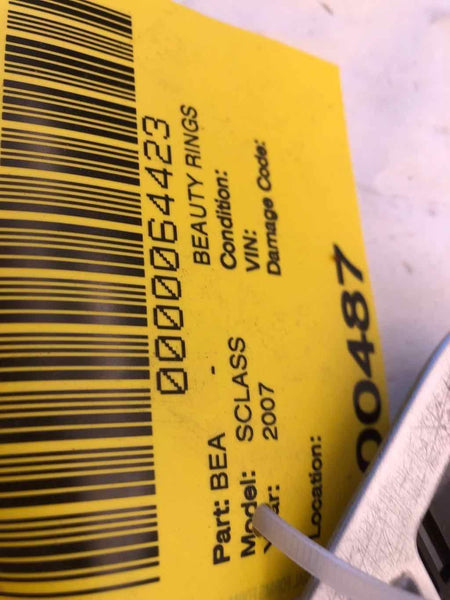 0000064423
Part: BEA - BEAUTY RINGS
Model: SCLASS Condition:
2007 VIN:
Location: Damage Code:
00487